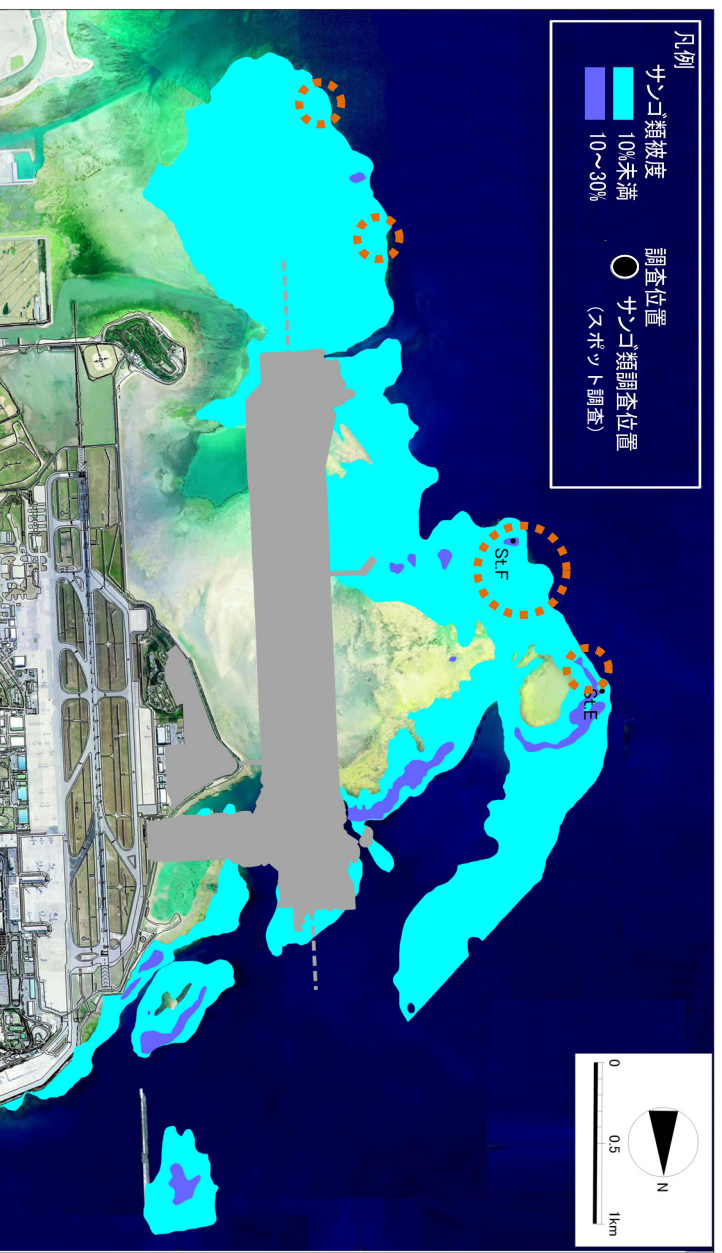 凡例
サンゴ類被度
10%未満
10～30%
調査位置
サンゴ類調査位置
(スポット調査)
St.F
St.E
N
0
0.5
1km